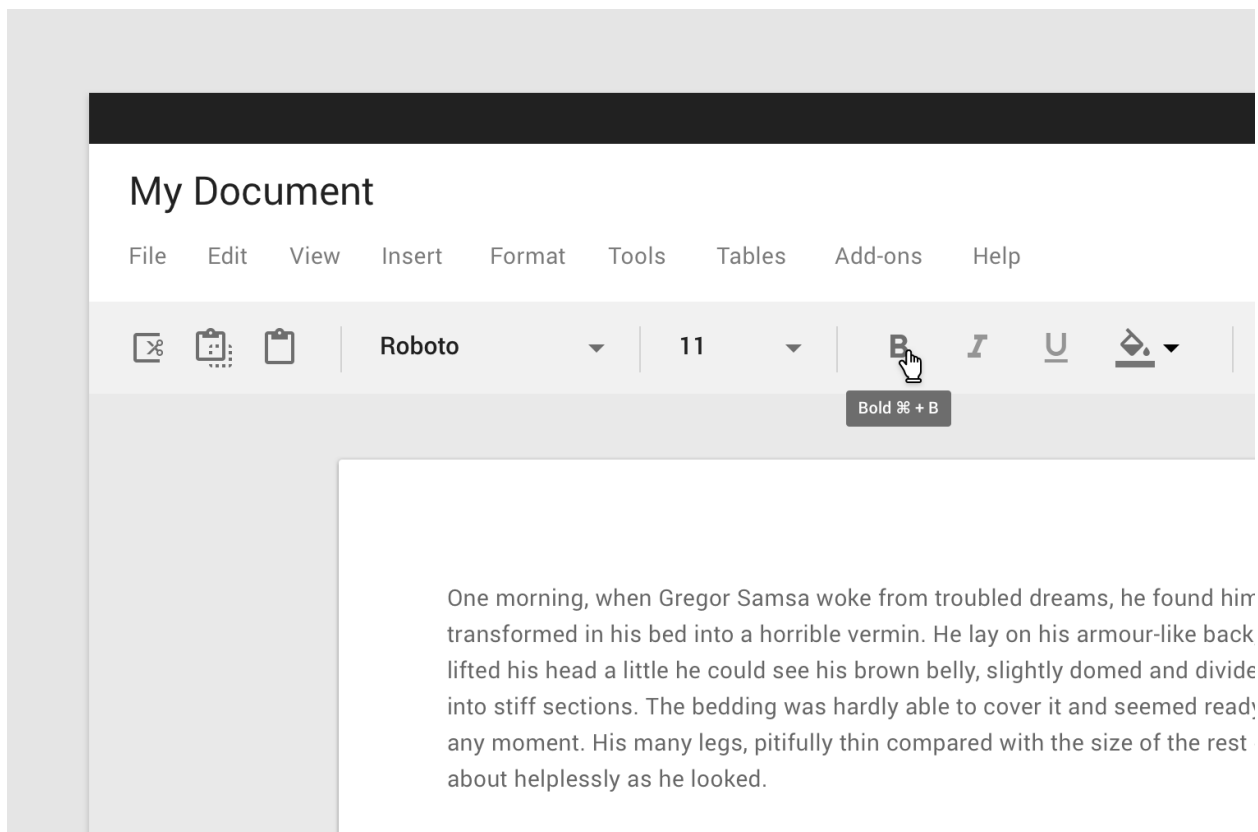 My Document
File Edit View Insert Format Tools Tables Add-ons Help
Roboto 11 B I U
Bold ⌘ + B
One morning, when Gregor Samsa woke from troubled dreams, he found him
transformed in his bed into a horrible vermin. He lay on his armour-like back
lifted his head a little he could see his brown belly, slightly domed and divide
into stiff sections. The bedding was hardly able to cover it and seemed ready
any moment. His many legs, pitifully thin compared with the size of the rest
about helplessly as he looked.